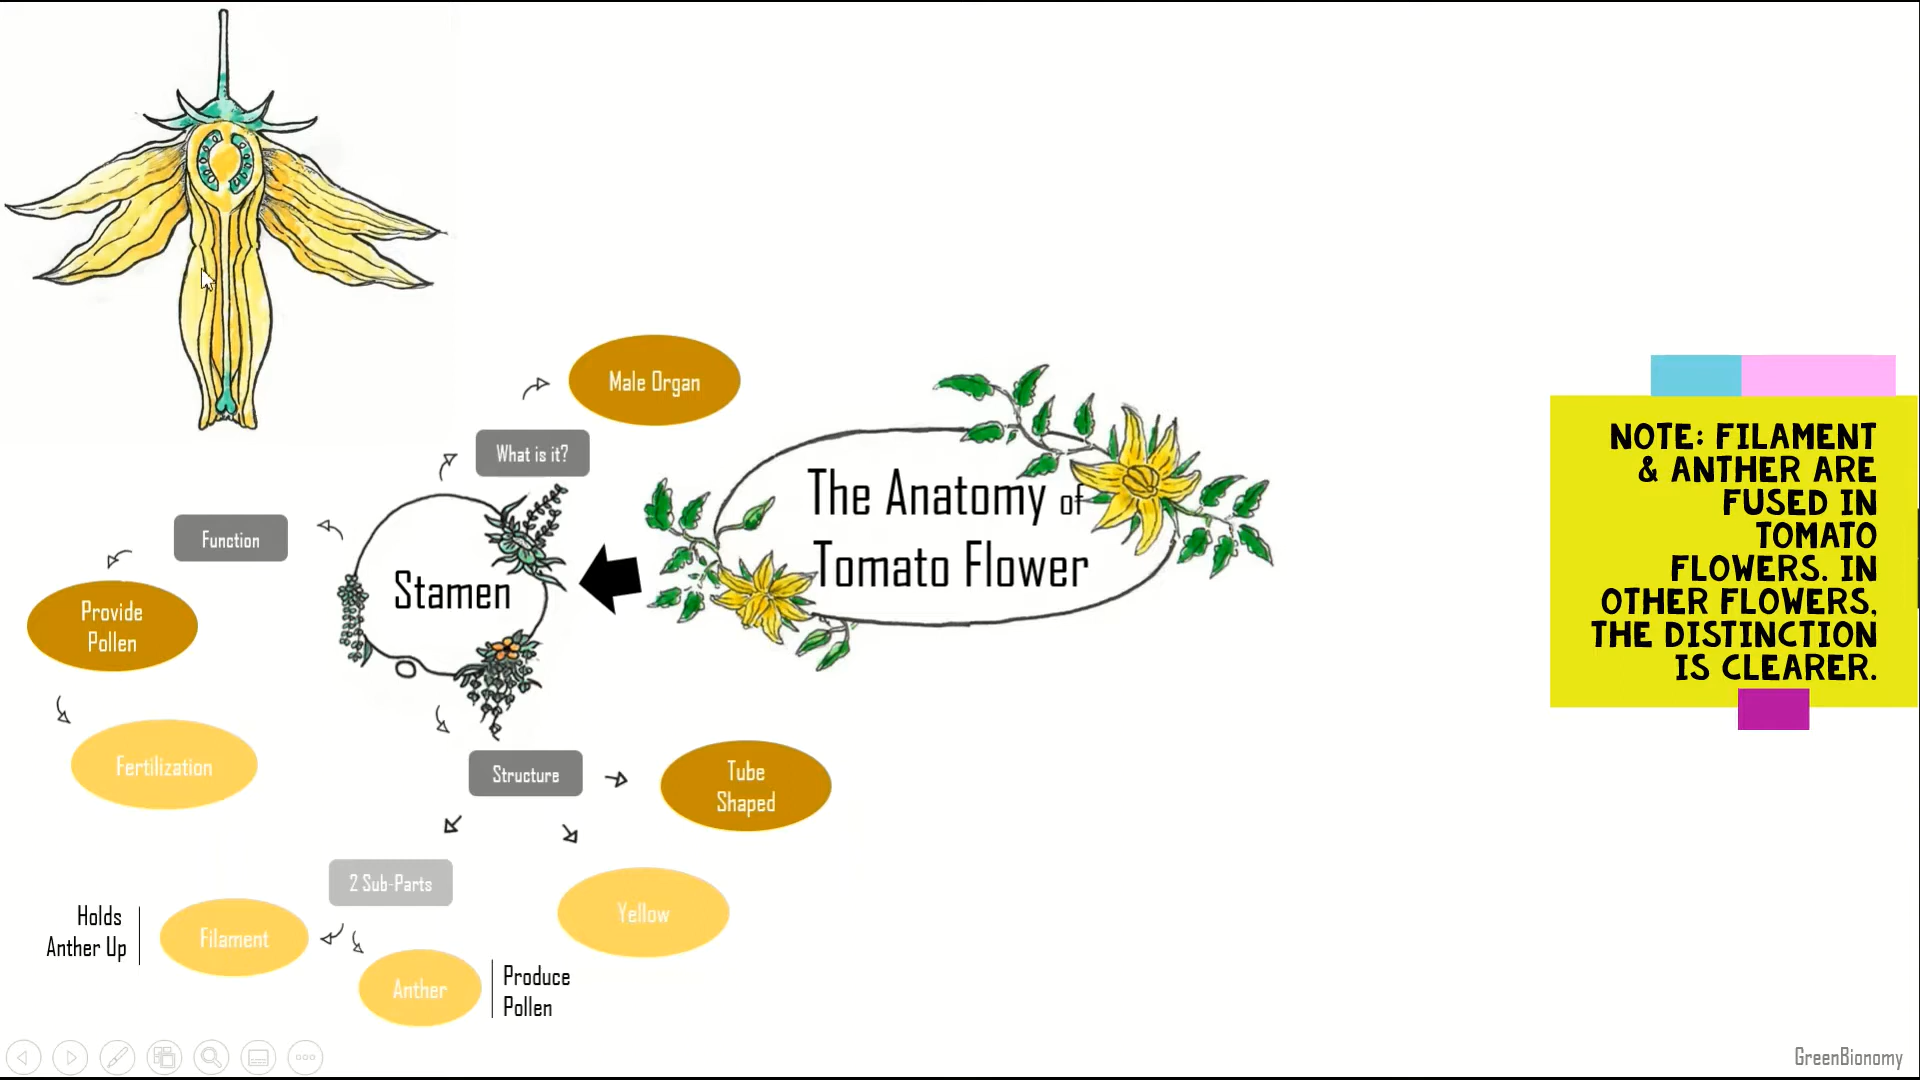 Male Organ
What is it?
Function
Provide
Pollen
Fertilization
Stamen
The Anatomy of
Tomato Flower
Structure
Tube
Shaped
2 Sub-Parts
Yellow
Holds
Anther Up
Filament
Anther
Produce
Pollen
NOTE: FILAMENT
& ANTHER ARE
FUSED IN
TOMATO
FLOWERS. IN
OTHER FLOWERS,
THE DISTINCTION
IS CLEARER.
GreenBionomy